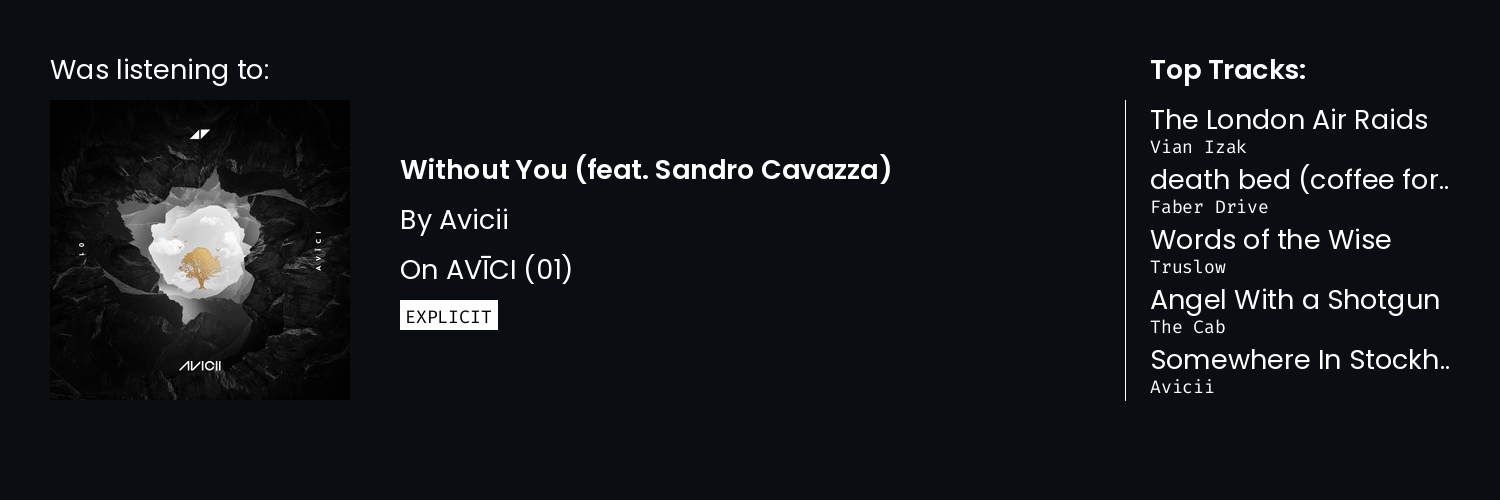 Was listening to:
01
AVĪCI
AVICII
Without You (feat. Sandro Cavazza)
By Avicii
On AVĪCI (01)
EXPLICIT
Top Tracks:
The London Air Raids
Vian Izak
death bed (coffee for..
Faber Drive
Words of the Wise
Truslow
Angel With a Shotgun
The Cab
Somewhere In Stockh..
Avicii